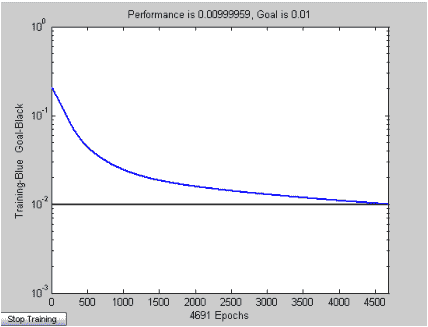 Performance is 0.00999959, Goal is 0.01
10^0
10^-1
10^-2
10^-3
Training-Blue Goal-Black
0 500 1000 1500 2000 2500 3000 3500 4000 4500
4691 Epochs
Stop Training